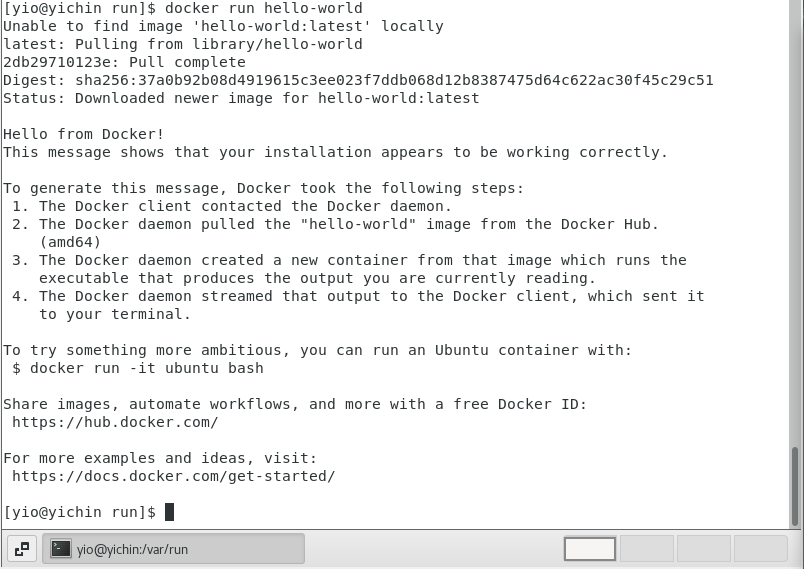 [yio@yichin run]$ docker run hello-world
Unable to find image 'hello-world:latest' locally
latest: Pulling from library/hello-world
2db29710123e: Pull complete
Digest: sha256:37a0b92b08d4919615c3ee023f7ddb068d12b8387475d64c622ac30f45c29c51
Status: Downloaded newer image for hello-world:latest

Hello from Docker!
This message shows that your installation appears to be working correctly.

To generate this message, Docker took the following steps:
 1. The Docker client contacted the Docker daemon.
 2. The Docker daemon pulled the "hello-world" image from the Docker Hub.
    (amd64)
 3. The Docker daemon created a new container from that image which runs the
    executable that produces the output you are currently reading.
 4. The Docker daemon streamed that output to the Docker client, which sent it
    to your terminal.

To try something more ambitious, you can run an Ubuntu container with:
 $ docker run -it ubuntu bash

Share images, automate workflows, and more with a free Docker ID:
 https://hub.docker.com/

For more examples and ideas, visit:
 https://docs.docker.com/get-started/

[yio@yichin run]$
yio@yichin:/var/run